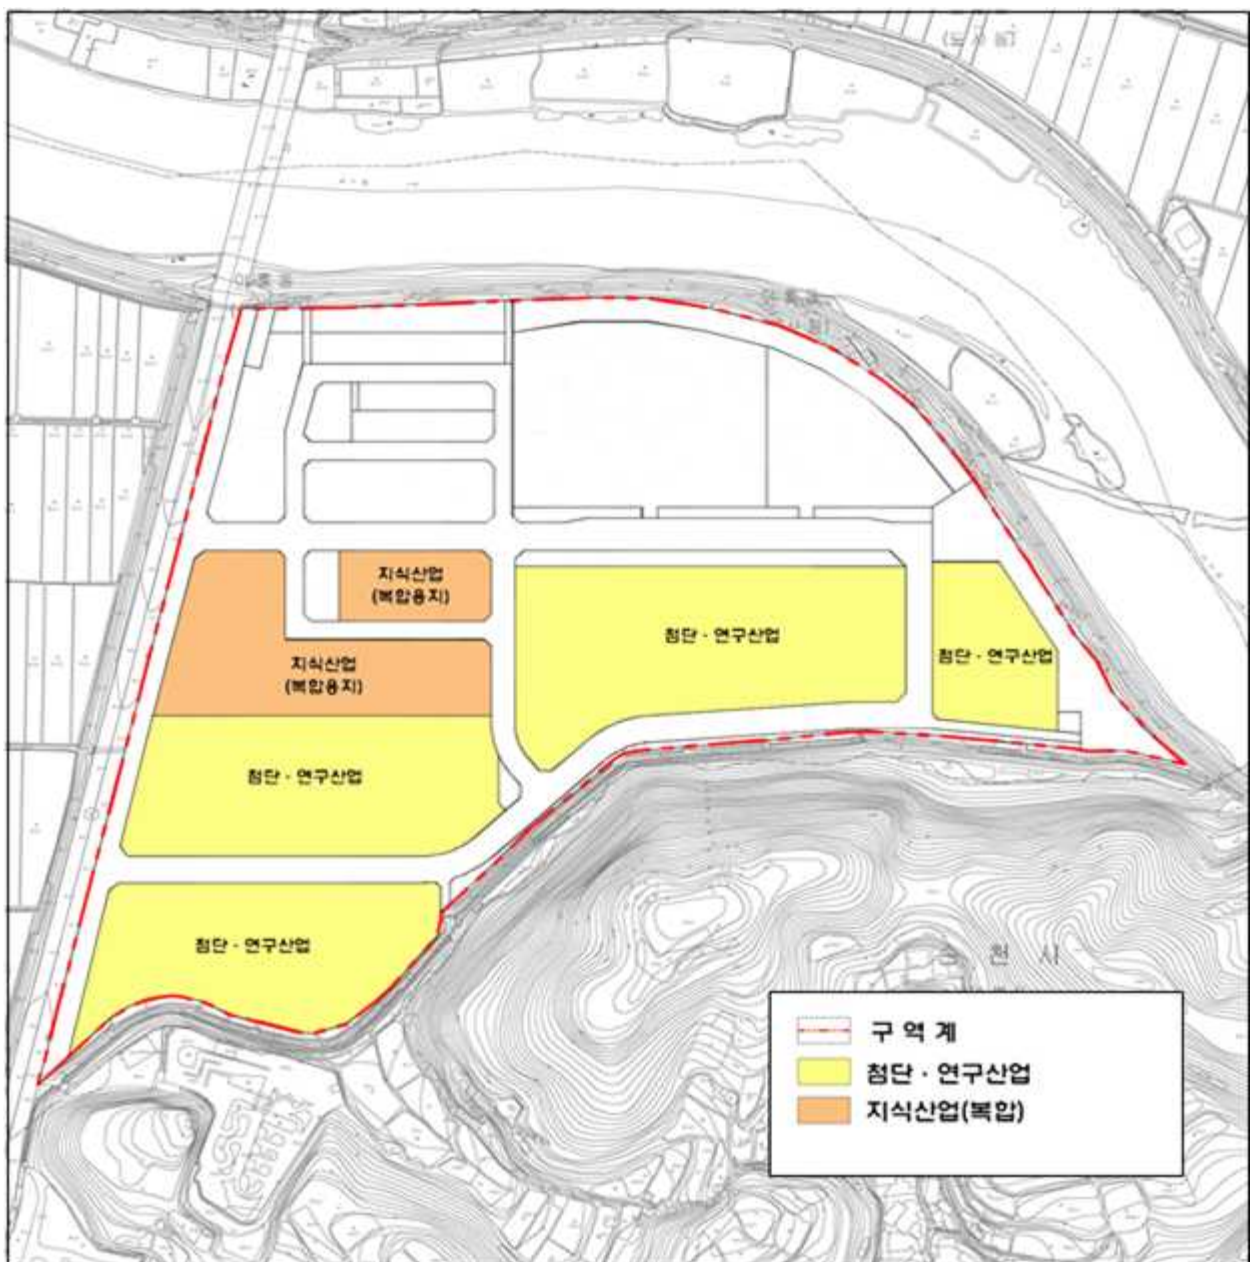 지식산업
(복합용지)
첨단 · 연구산업
첨단 · 연구산업
지식산업
(복합용지)
첨단 · 연구산업
첨단 · 연구산업
천 시
구 역 계
첨단 · 연구산업
지식산업(복합)